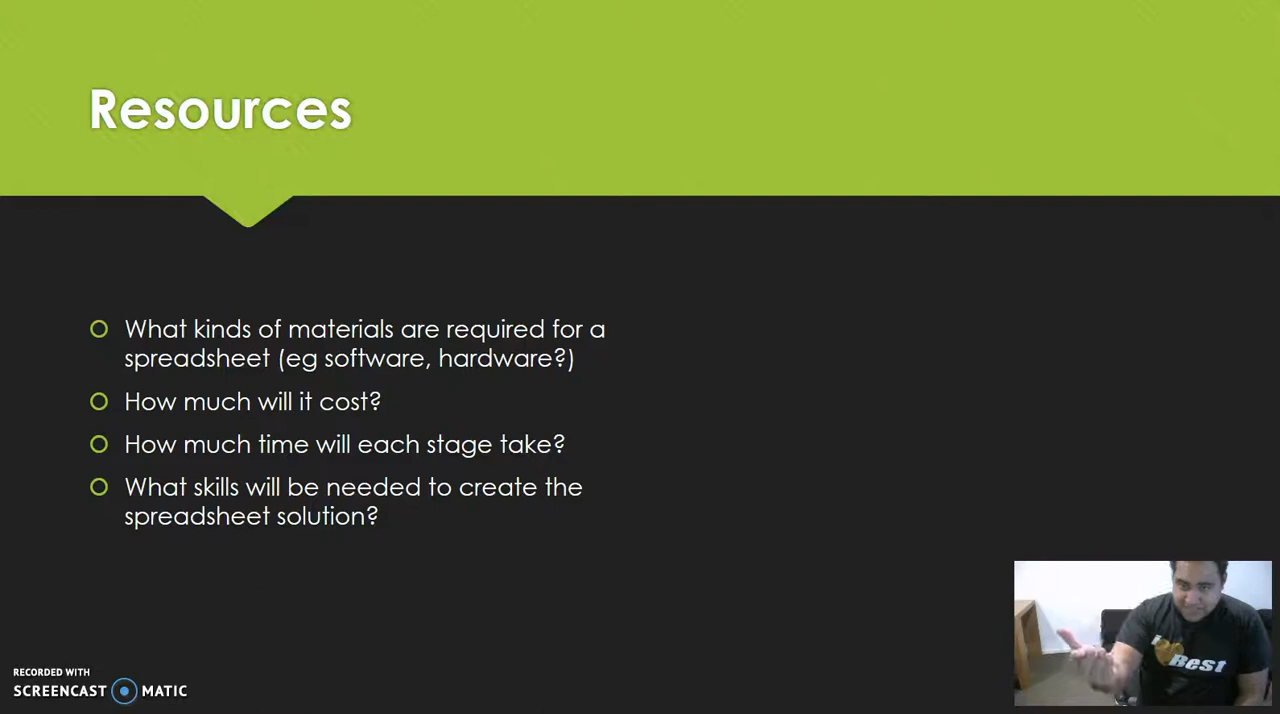 Resources
What kinds of materials are required for a
spreadsheet (eg software, hardware?)
How much will it cost?
How much time will each stage take?
What skills will be needed to create the
spreadsheet solution?
RECORDED WITH
SCREENCAST MATIC
Best